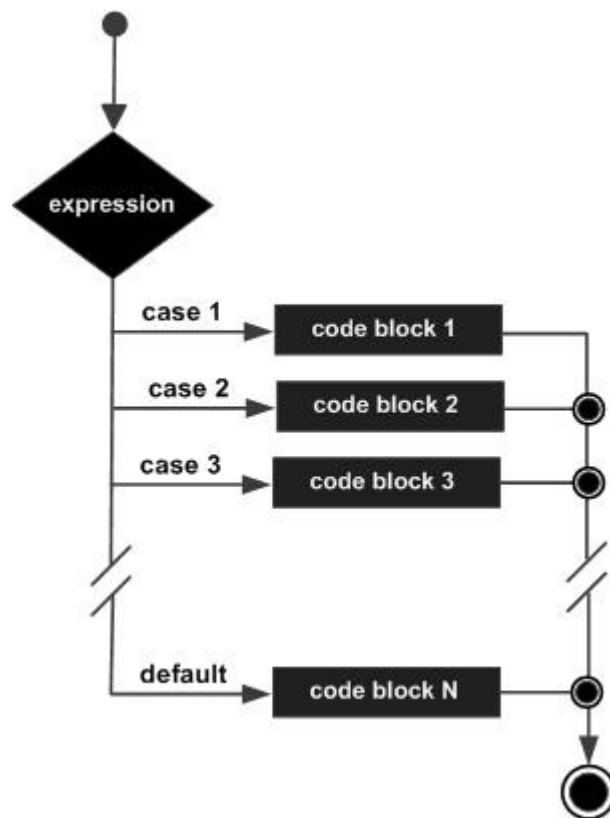 expression
case 1
code block 1
case 2
code block 2
case 3
code block 3
default
code block N